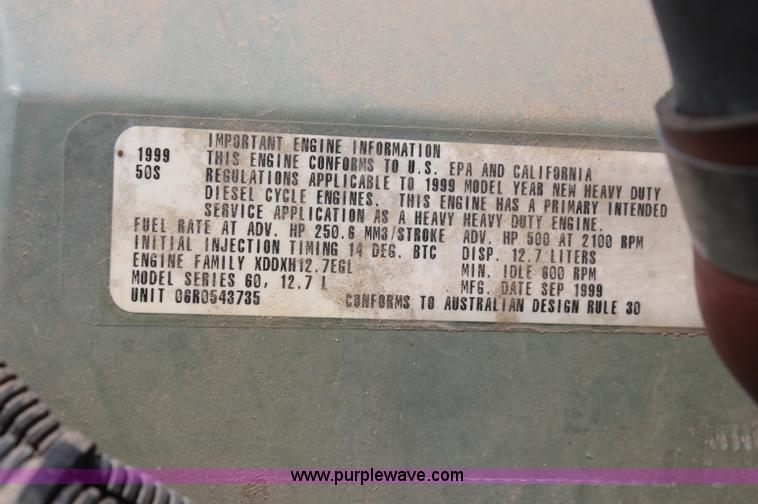 IMPORTANT ENGINE INFORMATION
1999 THIS ENGINE CONFORMS TO U.S. EPA AND CALIFORNIA
50S REGULATIONS APPLICABLE TO 1999 MODEL YEAR NEW HEAVY DUTY
DIESEL CYCLE ENGINES. THIS ENGINE HAS A PRIMARY INTENDED
SERVICE APPLICATION AS A HEAVY HEAVY DUTY ENGINE.
FUEL RATE AT ADV. HP 250.6 MM3/STROKE ADV. HP 500 AT 2100 RPM
INITIAL INJECTION TIMING 14 DEG. BTC DISP. 12.7 LITERS
ENGINE FAMILY XDDXH12.7EGL MIN. IDLE 600 RPM
MODEL SERIES 60, 12.7 L MFG. DATE SEP 1999
UNIT 06R0543735 CONFORMS TO AUSTRALIAN DESIGN RULE 30
www.purplewave.com